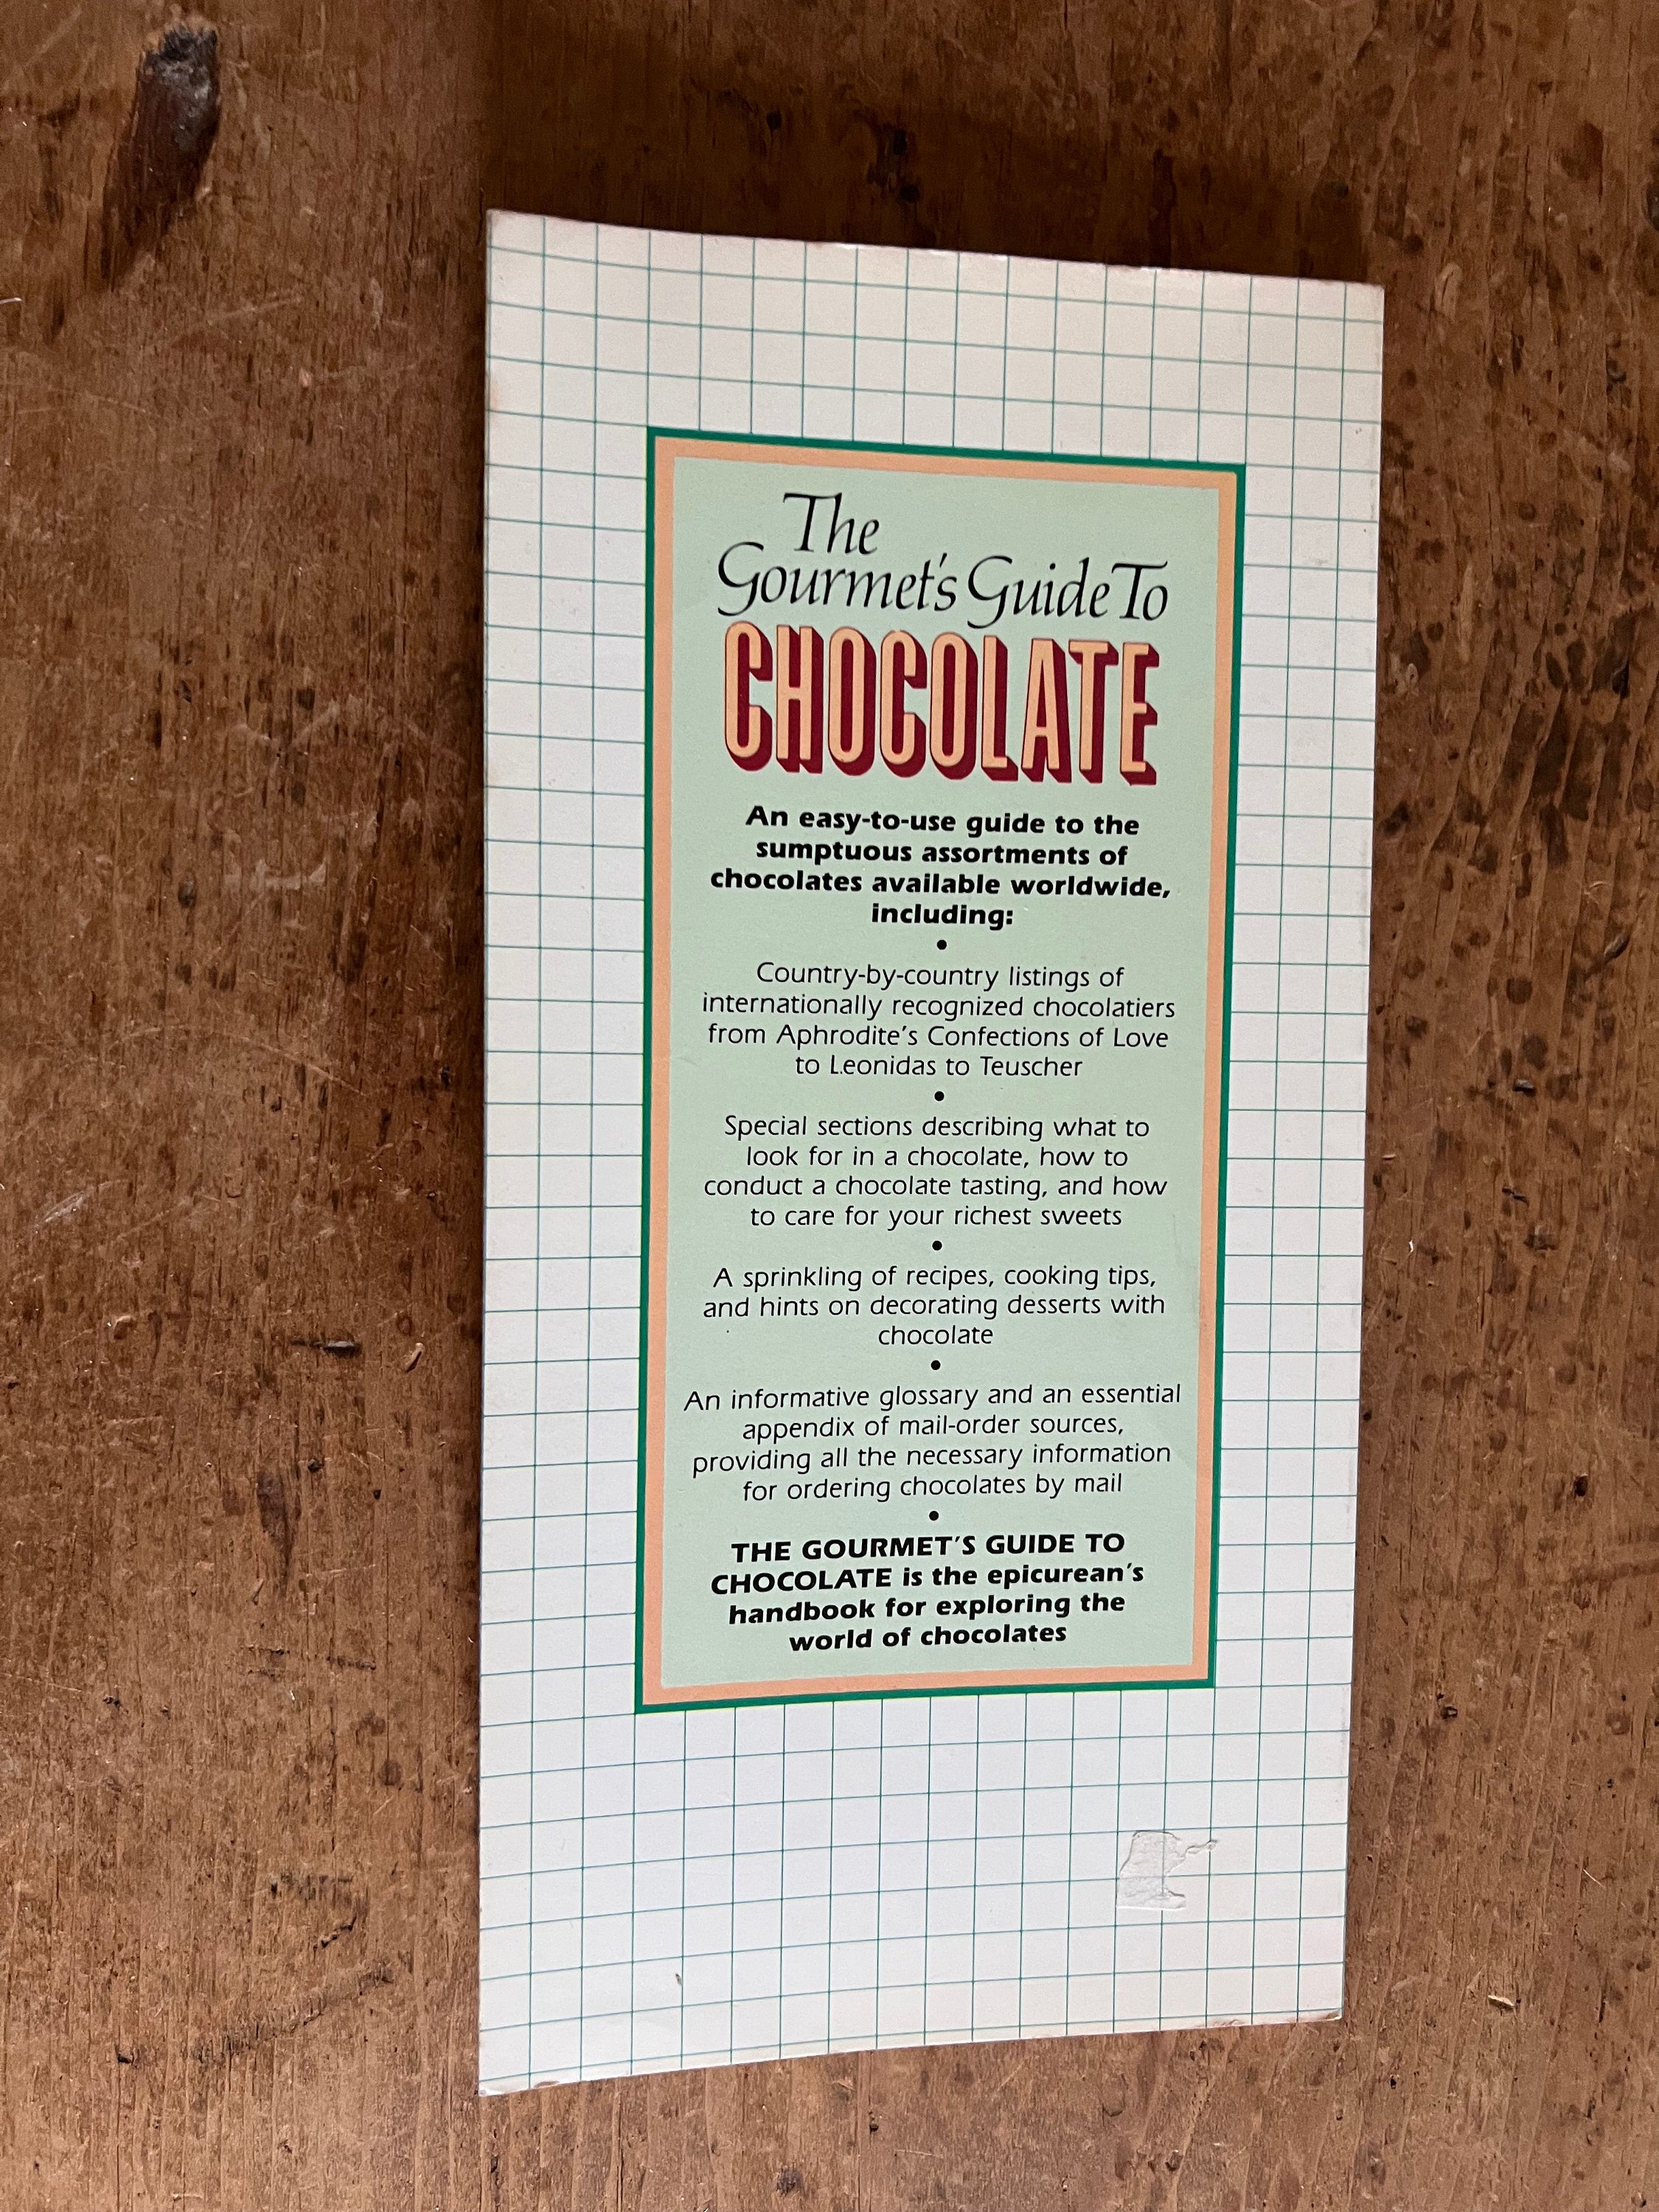 The
Gourmet's Guide To
CHOCOLATE
An easy-to-use guide to the
sumptuous assortments of
chocolates available worldwide,
including:
•
Country-by-country listings of
internationally recognized chocolatiers
from Aphrodite's Confections of Love
to Leonidas to Teuscher
•
Special sections describing what to
look for in a chocolate, how to
conduct a chocolate tasting, and how
to care for your richest sweets
•
A sprinkling of recipes, cooking tips,
and hints on decorating desserts with
chocolate
•
An informative glossary and an essential
appendix of mail-order sources,
providing all the necessary information
for ordering chocolates by mail
•
THE GOURMET'S GUIDE TO
CHOCOLATE is the epicurean's
handbook for exploring the
world of chocolates